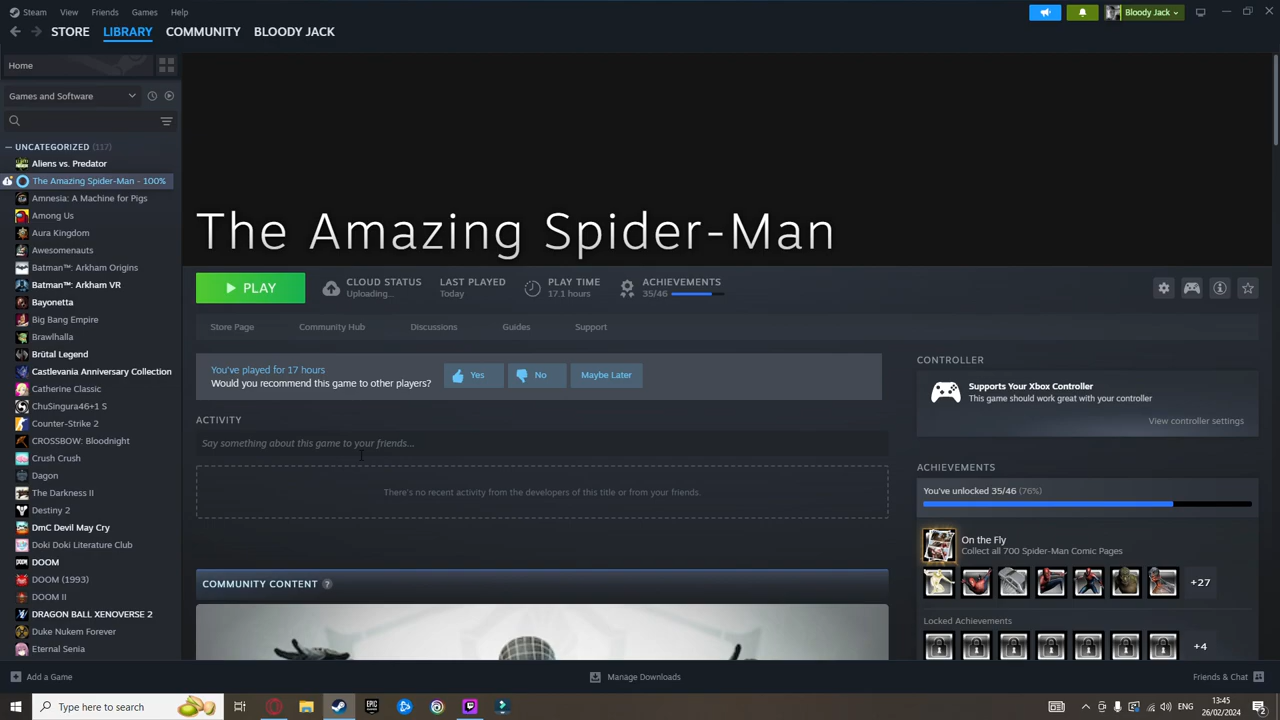 Steam View Friends Games Help
Bloody Jack
STORE LIBRARY COMMUNITY BLOODY JACK
Home
Games and Software
UNCATEGORIZED (117)
Aliens vs. Predator
The Amazing Spider-Man - 100%
Amnesia: A Machine for Pigs
Among Us
Aura Kingdom
Awesomenauts
Batman™: Arkham Origins
Batman™: Arkham VR
Bayonetta
Big Bang Empire
Brawlhalla
Brütal Legend
Castlevania Anniversary Collection
Catherine Classic
ChuSingura46+1 S
Counter-Strike 2
CROSSBOW: Bloodnight
Crush Crush
Dagon
The Darkness II
Destiny 2
DmC Devil May Cry
Doki Doki Literature Club
DOOM
DOOM (1993)
DOOM II
DRAGON BALL XENOVERSE 2
Duke Nukem Forever
Eternal Senia
The Amazing Spider-Man
PLAY
CLOUD STATUS
Uploading...
LAST PLAYED
Today
PLAY TIME
17.1 hours
ACHIEVEMENTS
35/46
Store Page Community Hub Discussions Guides Support
You've played for 17 hours
Would you recommend this game to other players?
Yes No Maybe Later
ACTIVITY
Say something about this game to your friends...
There's no recent activity from the developers of this title or from your friends.
COMMUNITY CONTENT ?
CONTROLLER
Supports Your Xbox Controller
This game should work great with your controller
View controller settings
ACHIEVEMENTS
You've unlocked 35/46 (76%)
On the Fly
Collect all 700 Spider-Man Comic Pages
+27
Locked Achievements
+4
Add a Game
Manage Downloads
Friends & Chat
Type here to search
EPIC
13:45
26/02/2024
2